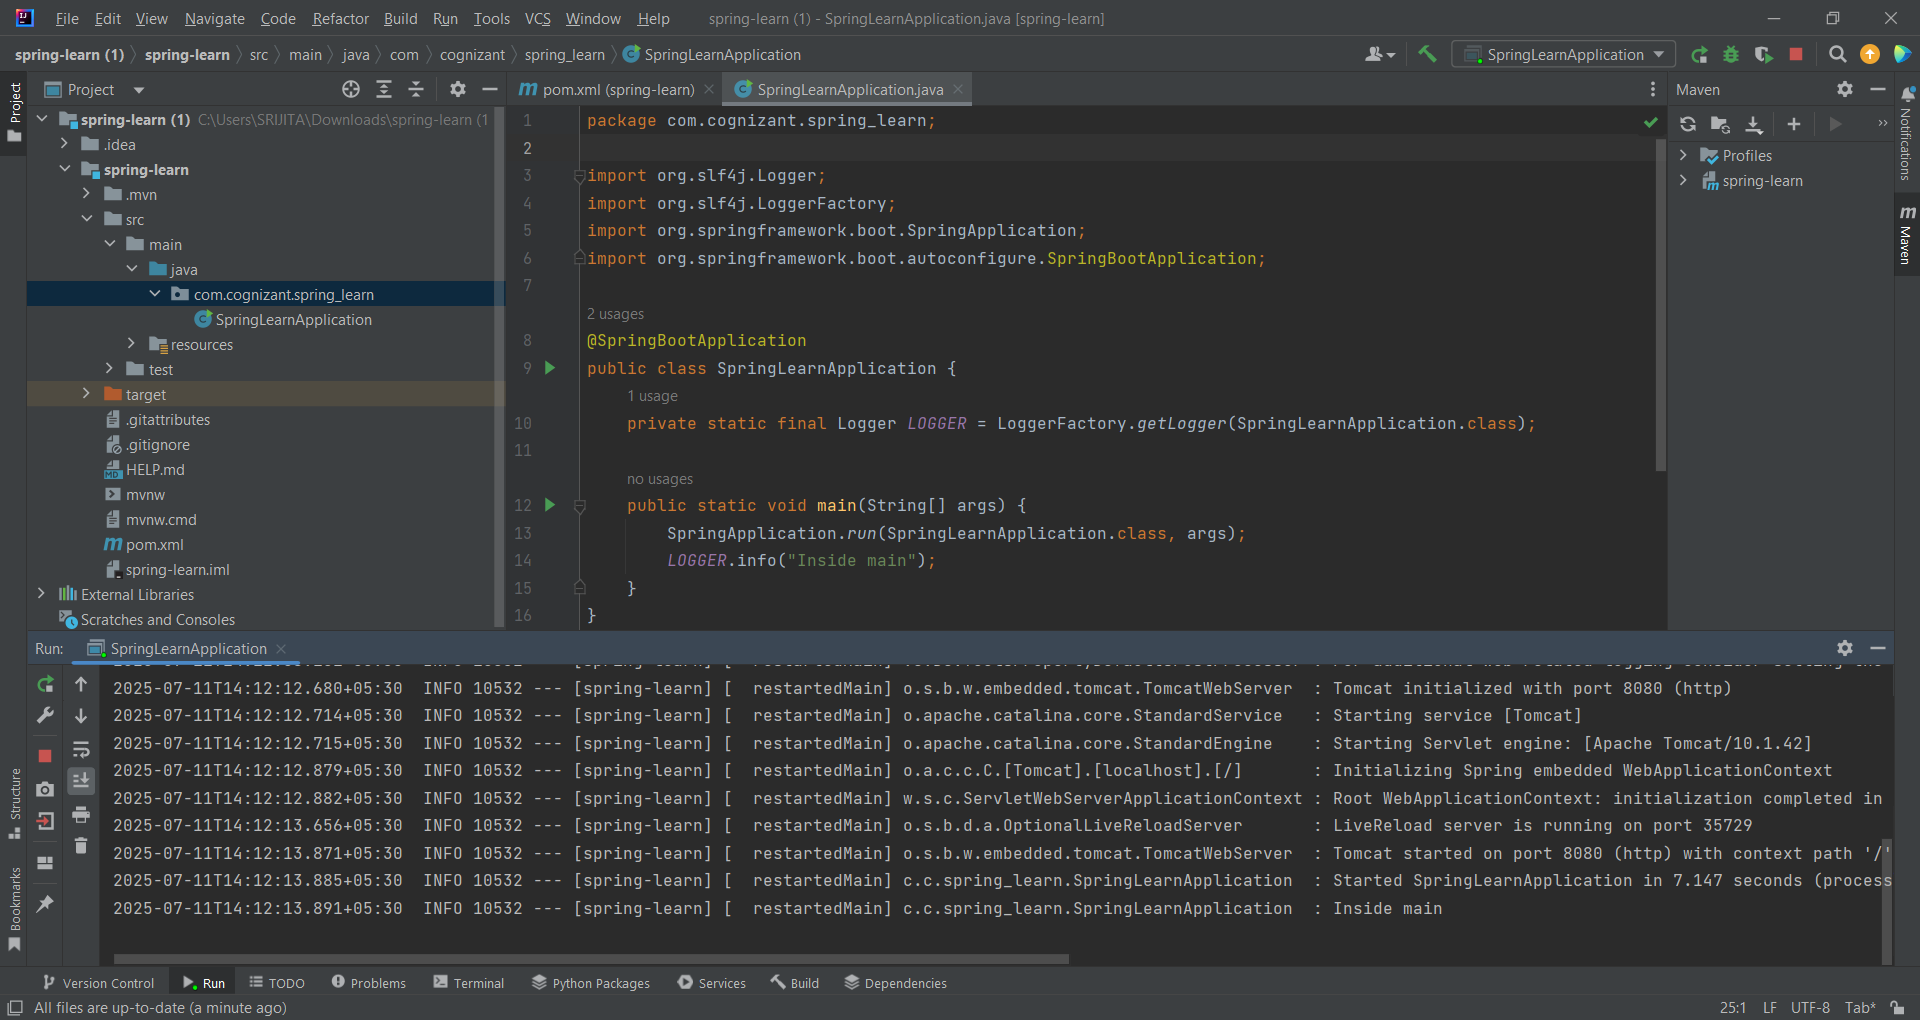 File Edit View Navigate Code Refactor Build Run Tools VCS Window Help spring-learn (1) - SpringLearnApplication.java [spring-learn]
spring-learn (1) spring-learn src main java com cognizant spring_learn SpringLearnApplication SpringLearnApplication
Project
Project
spring-learn (1) C:\Users\SRIJITA\Downloads\spring-learn (1
.idea
spring-learn
.mvn
src
main
java
com.cognizant.spring_learn
SpringLearnApplication
resources
test
target
.gitattributes
.gitignore
HELP.md
mvnw
mvnw.cmd
pom.xml
spring-learn.iml
External Libraries
Scratches and Consoles
pom.xml (spring-learn) SpringLearnApplication.java
1 package com.cognizant.spring_learn;
2
3 import org.slf4j.Logger;
4 import org.slf4j.LoggerFactory;
5 import org.springframework.boot.SpringApplication;
6 import org.springframework.boot.autoconfigure.SpringBootApplication;
7
2 usages
8 @SpringBootApplication
9 public class SpringLearnApplication {
1 usage
10 private static final Logger LOGGER = LoggerFactory.getLogger(SpringLearnApplication.class);
11
no usages
12 public static void main(String[] args) {
13 SpringApplication.run(SpringLearnApplication.class, args);
14 LOGGER.info("Inside main");
15 }
16 }
Maven
Profiles
spring-learn
Notifications
Maven
Run: SpringLearnApplication
2025-07-11T14:12:12.680+05:30 INFO 10532 --- [spring-learn] [ restartedMain] o.s.b.w.embedded.tomcat.TomcatWebServer : Tomcat initialized with port 8080 (http)
2025-07-11T14:12:12.714+05:30 INFO 10532 --- [spring-learn] [ restartedMain] o.apache.catalina.core.StandardService : Starting service [Tomcat]
2025-07-11T14:12:12.715+05:30 INFO 10532 --- [spring-learn] [ restartedMain] o.apache.catalina.core.StandardEngine : Starting Servlet engine: [Apache Tomcat/10.1.42]
2025-07-11T14:12:12.879+05:30 INFO 10532 --- [spring-learn] [ restartedMain] o.a.c.c.C.[Tomcat].[localhost].[/] : Initializing Spring embedded WebApplicationContext
2025-07-11T14:12:12.882+05:30 INFO 10532 --- [spring-learn] [ restartedMain] w.s.c.ServletWebServerApplicationContext : Root WebApplicationContext: initialization completed in
2025-07-11T14:12:13.656+05:30 INFO 10532 --- [spring-learn] [ restartedMain] o.s.b.d.a.OptionalLiveReloadServer : LiveReload server is running on port 35729
2025-07-11T14:12:13.871+05:30 INFO 10532 --- [spring-learn] [ restartedMain] o.s.b.w.embedded.tomcat.TomcatWebServer : Tomcat started on port 8080 (http) with context path '/'
2025-07-11T14:12:13.885+05:30 INFO 10532 --- [spring-learn] [ restartedMain] c.c.spring_learn.SpringLearnApplication : Started SpringLearnApplication in 7.147 seconds (process
2025-07-11T14:12:13.891+05:30 INFO 10532 --- [spring-learn] [ restartedMain] c.c.spring_learn.SpringLearnApplication : Inside main
Structure
Bookmarks
Version Control Run TODO Problems Terminal Python Packages Services Build Dependencies
All files are up-to-date (a minute ago) 25:1 LF UTF-8 Tab*